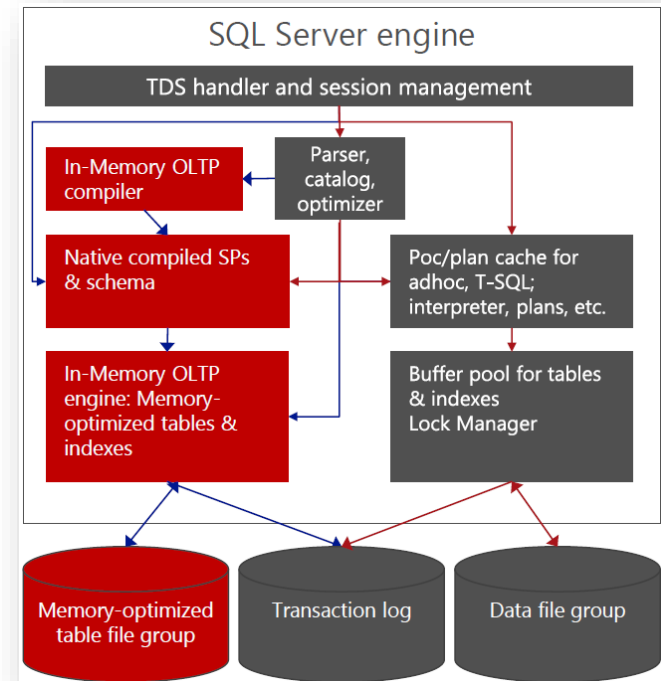 SQL Server engine
TDS handler and session management
In-Memory OLTP
compiler
Parser,
catalog,
optimizer
Native compiled SPs
& schema
Poc/plan cache for
adhoc, T-SQL;
interpreter, plans, etc.
In-Memory OLTP
engine: Memory-
optimized tables &
indexes
Buffer pool for tables
& indexes
Lock Manager
Memory-optimized
table file group
Transaction log
Data file group